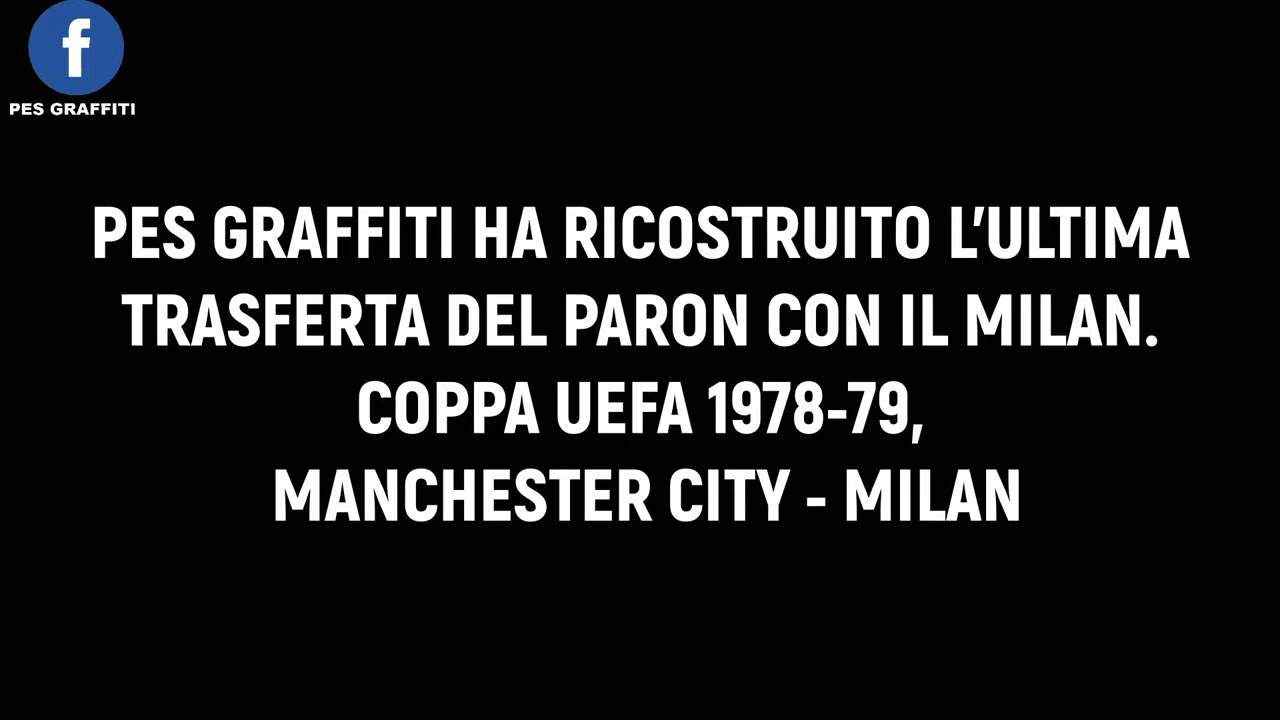 f
PES GRAFFITI
PES GRAFFITI HA RICOSTRUITO L'ULTIMA
TRASFERTA DEL PARON CON IL MILAN.
COPPA UEFA 1978-79,
MANCHESTER CITY - MILAN